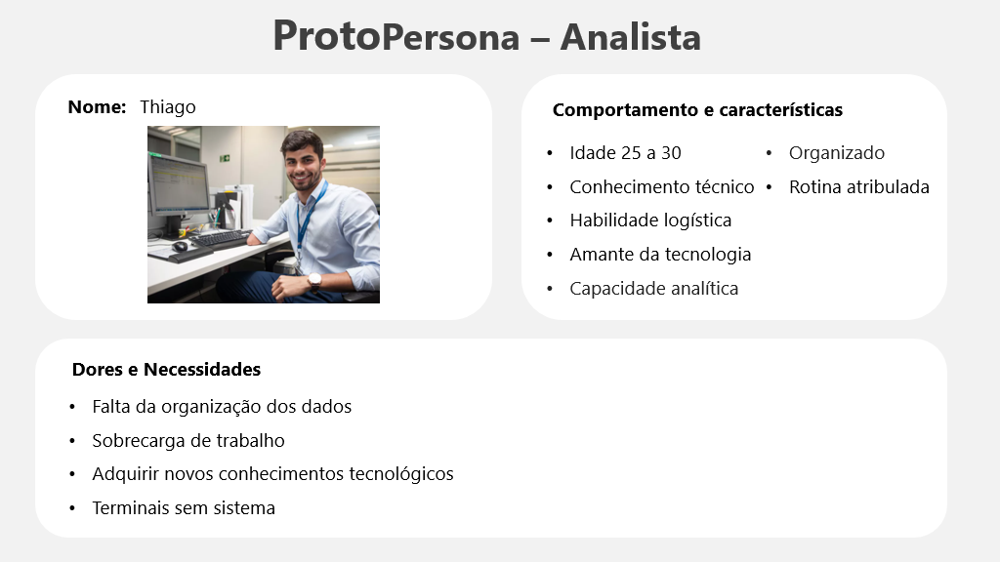 ProtoPersona – Analista
Nome: Thiago
Comportamento e características
• Idade 25 a 30
• Conhecimento técnico
• Habilidade logística
• Amante da tecnologia
• Capacidade analítica
• Organizado
• Rotina atribulada
Dores e Necessidades
• Falta da organização dos dados
• Sobrecarga de trabalho
• Adquirir novos conhecimentos tecnológicos
• Terminais sem sistema